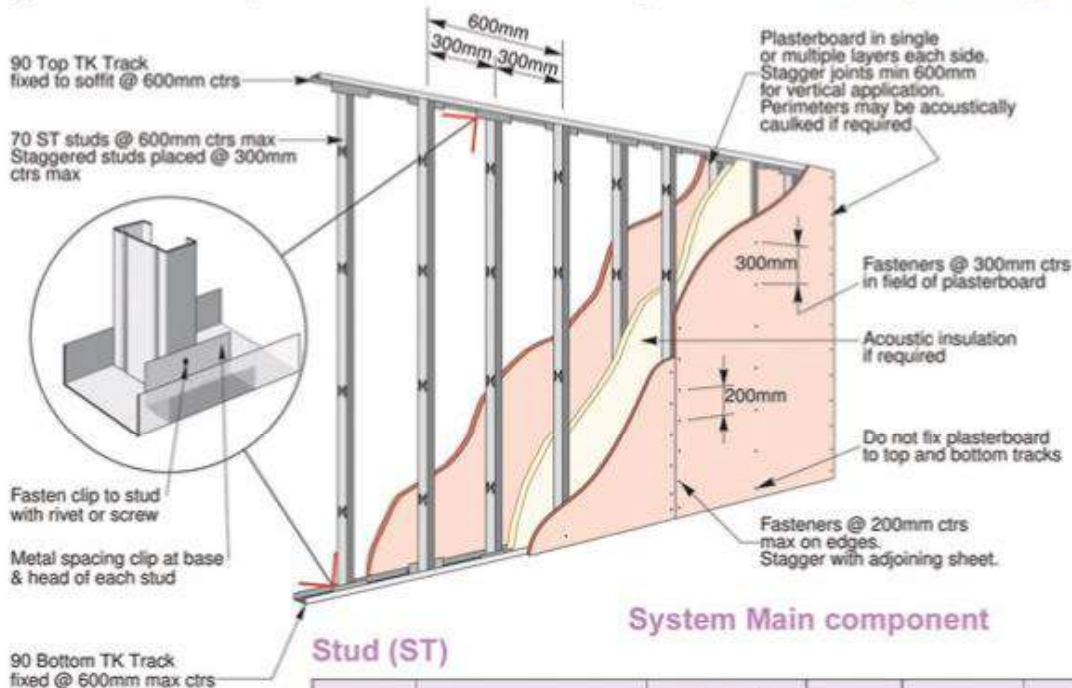 600mm
300mm
300mm
90 Top TK Track
fixed to soffit @ 600mm ctrs
70 ST studs @ 600mm ctrs max
Staggered studs placed @ 300mm
ctrs max
Plasterboard in single
or multiple layers each side.
Stagger joints min 600mm
for vertical application.
Perimeters may be acoustically
caulked if required
300mm
Fasteners @ 300mm ctrs
in field of plasterboard
Acoustic insulation
if required
200mm
Do not fix plasterboard
to top and bottom tracks
Fasten clip to stud
with rivet or screw
Metal spacing clip at base
& head of each stud
Fasteners @ 200mm ctrs
max on edges.
Stagger with adjoining sheet.
90 Bottom TK Track
fixed @ 600mm max ctrs
System Main component
Stud (ST)